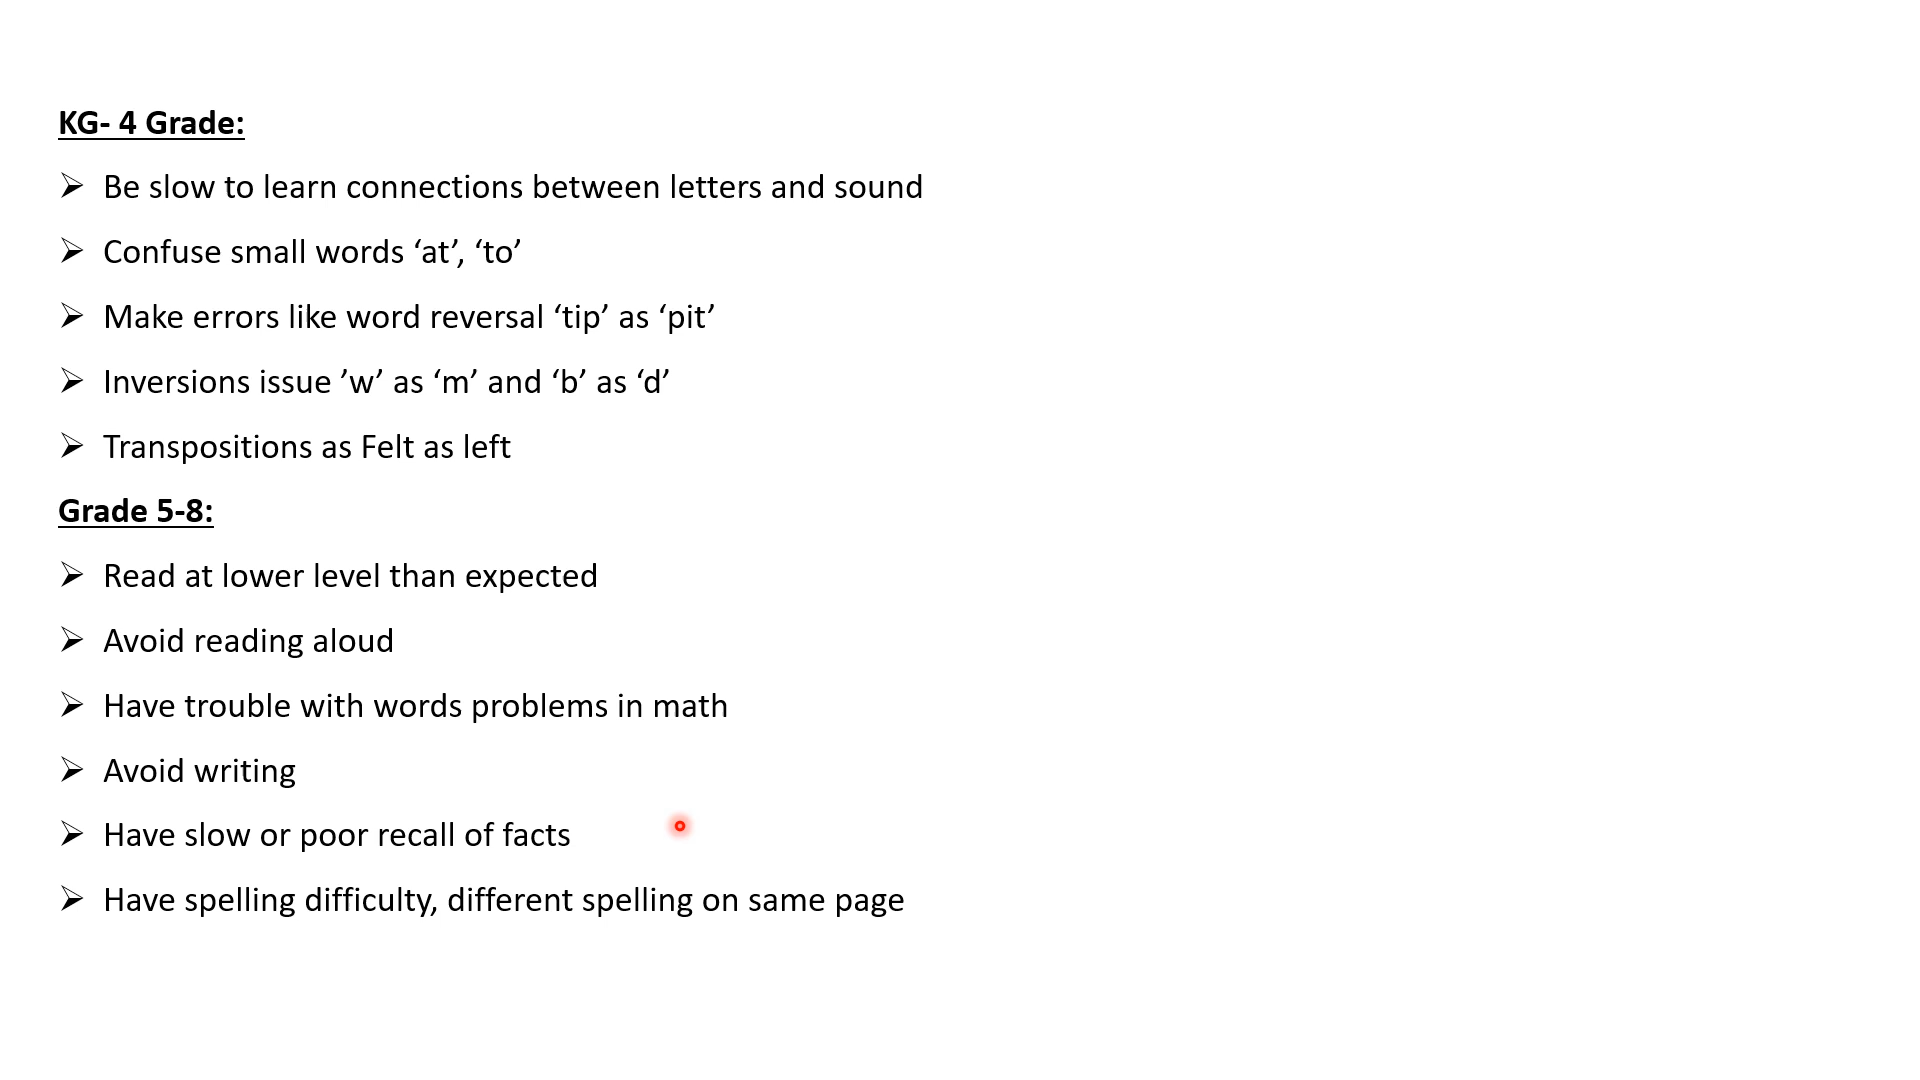 KG- 4 Grade:
➢ Be slow to learn connections between letters and sound
➢ Confuse small words ‘at’, ‘to’
➢ Make errors like word reversal ‘tip’ as ‘pit’
➢ Inversions issue ’w’ as ‘m’ and ‘b’ as ‘d’
➢ Transpositions as Felt as left
Grade 5-8:
➢ Read at lower level than expected
➢ Avoid reading aloud
➢ Have trouble with words problems in math
➢ Avoid writing
➢ Have slow or poor recall of facts
➢ Have spelling difficulty, different spelling on same page